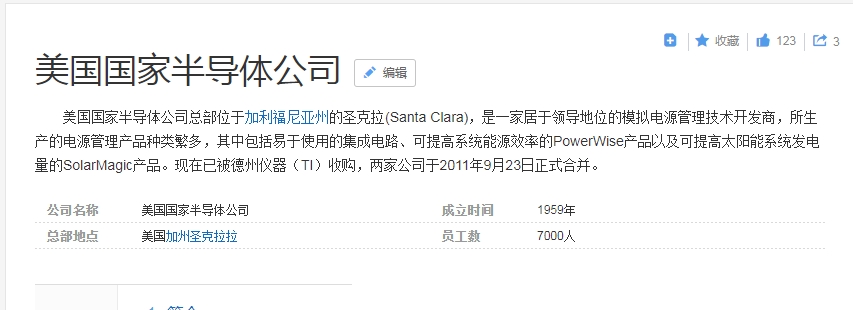 收藏 123 3
美国国家半导体公司 编辑
美国国家半导体公司总部位于加利福尼亚州的圣克拉(Santa Clara)，是一家居于领导地位的模拟电源管理技术开发商，所生
产的电源管理产品种类繁多，其中包括易于使用的集成电路、可提高系统能源效率的PowerWise产品以及可提高太阳能系统发电
量的SolarMagic产品。现在已被德州仪器（TI）收购，两家公司于2011年9月23日正式合并。
公司名称 美国国家半导体公司 成立时间 1959年
总部地点 美国加州圣克拉拉 员工数 7000人